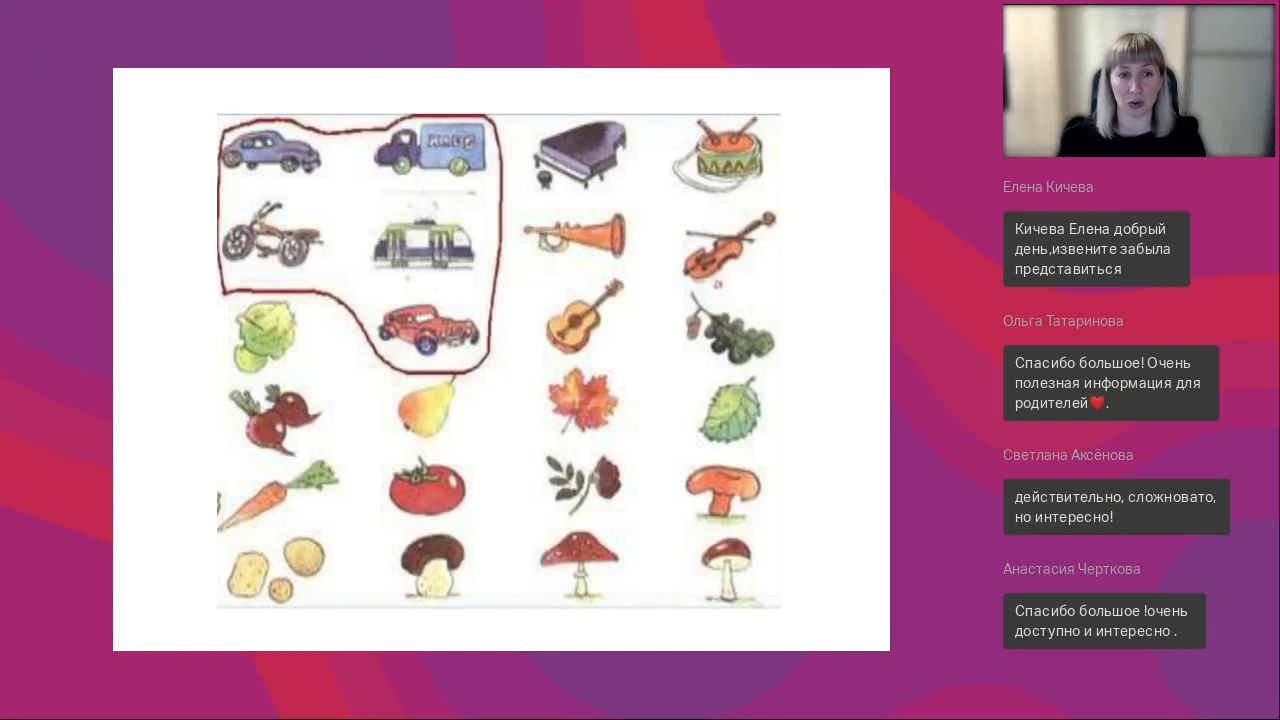 Елена Кичева
Кичева Елена добрый
день,извените забыла
представиться
Ольга Татаринова
Спасибо большое! Очень
полезная информация для
родителей❤️.
Светлана Аксёнова
действительно, сложновато,
но интересно!
Анастасия Черткова
Спасибо большое !очень
доступно и интересно .